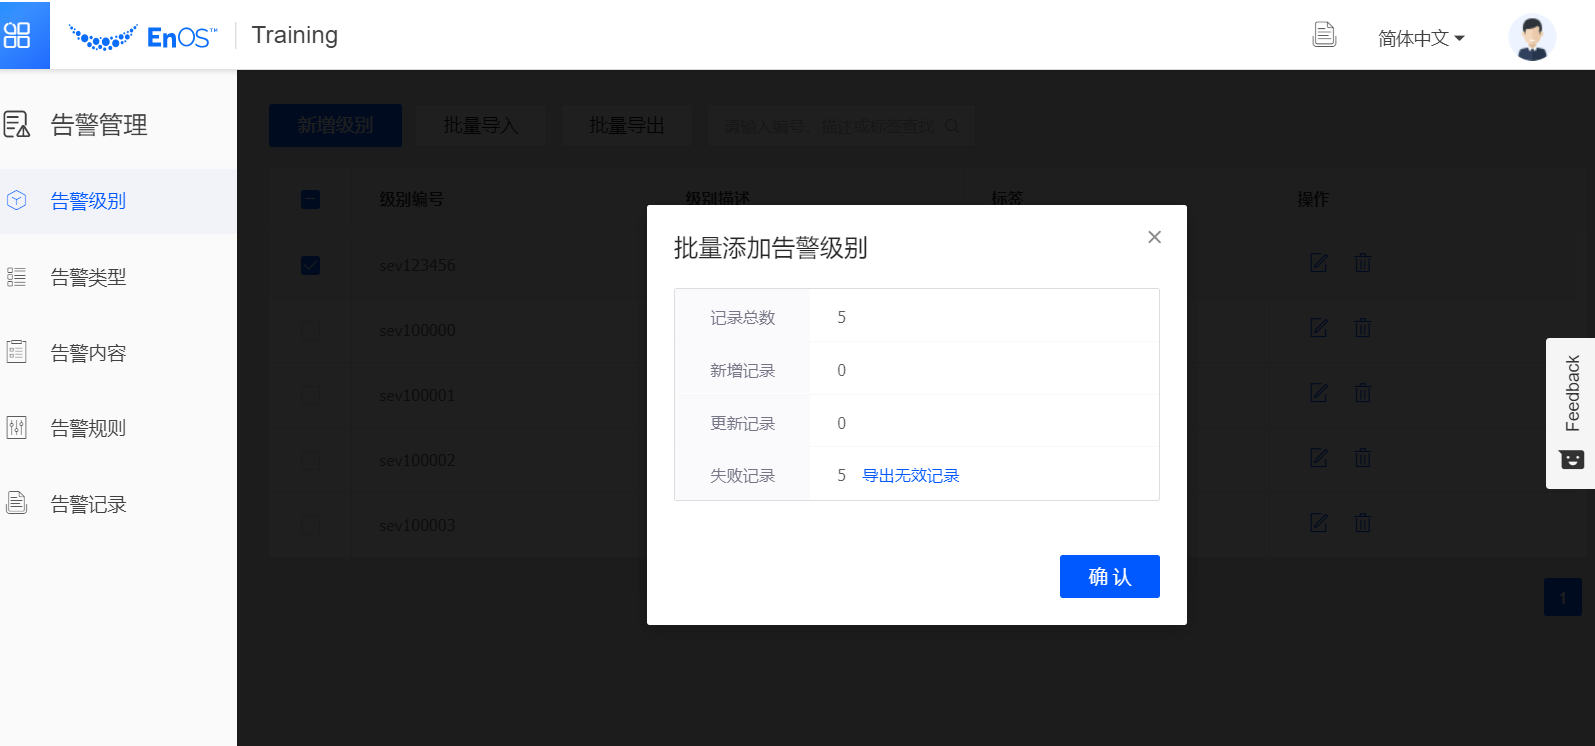 EnOS™
Training
简体中文
告警管理
告警级别
告警类型
告警内容
告警规则
告警记录
新增级别
批量导入
批量导出
请输入编号、描述或标签查找
级别编号
级别描述
标签
操作
sev123456
sev100000
sev100001
sev100002
sev100003
批量添加告警级别
记录总数 5
新增记录 0
更新记录 0
失败记录 5 导出无效记录
确 认
1
Feedback